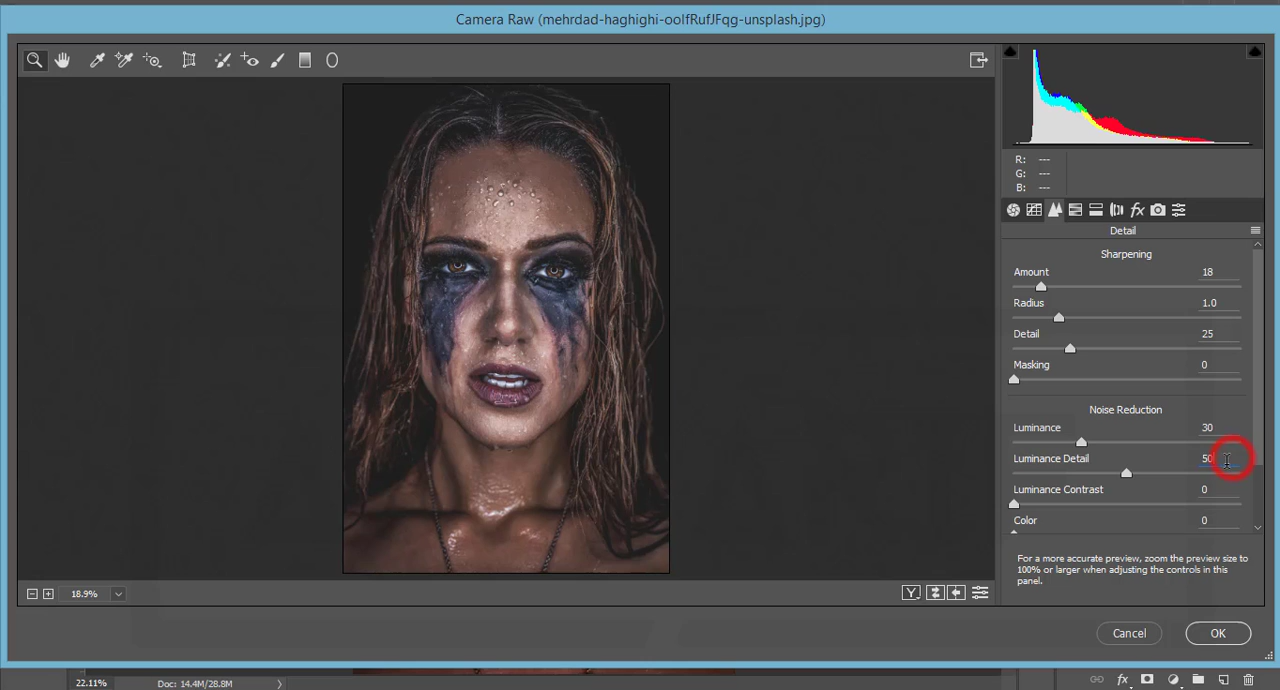 Camera Raw (mehrdad-haghighi-oolfRufJFqg-unsplash.jpg)
R: ---
G: ---
B: ---
fx
Detail
Sharpening
Amount 18
Radius 1.0
Detail 25
Masking 0
Noise Reduction
Luminance 30
Luminance Detail 50
Luminance Contrast 0
Color 0
For a more accurate preview, zoom the preview size to
100% or larger when adjusting the controls in this
panel.
18.9% Y
Cancel OK
22.11% Doc: 14.4M/28.8M fx